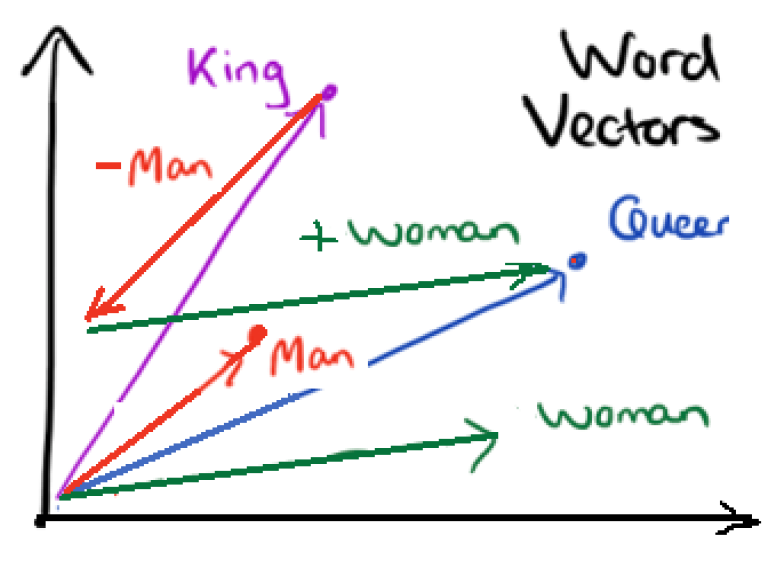 King
Word
Vectors
- Man
+ Woman
Queer
Man
Woman